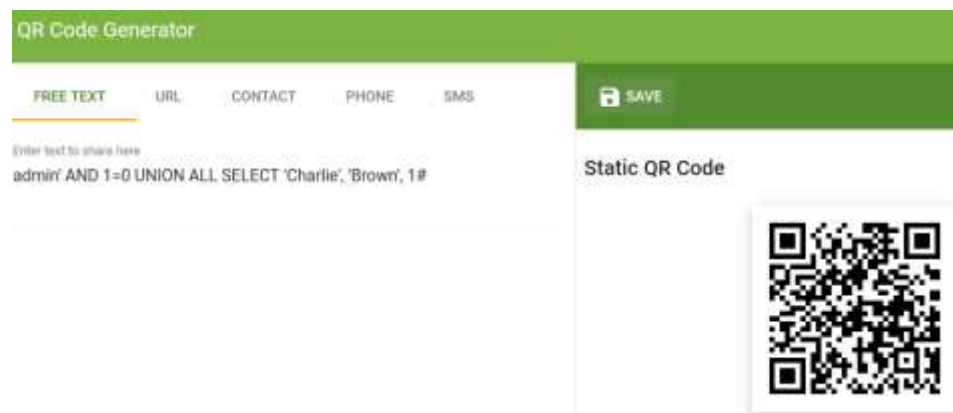 QR Code Generator
FREE TEXT URL CONTACT PHONE SMS
SAVE
Enter text to share here
admin' AND 1=0 UNION ALL SELECT 'Charlie', 'Brown', 1#
Static QR Code